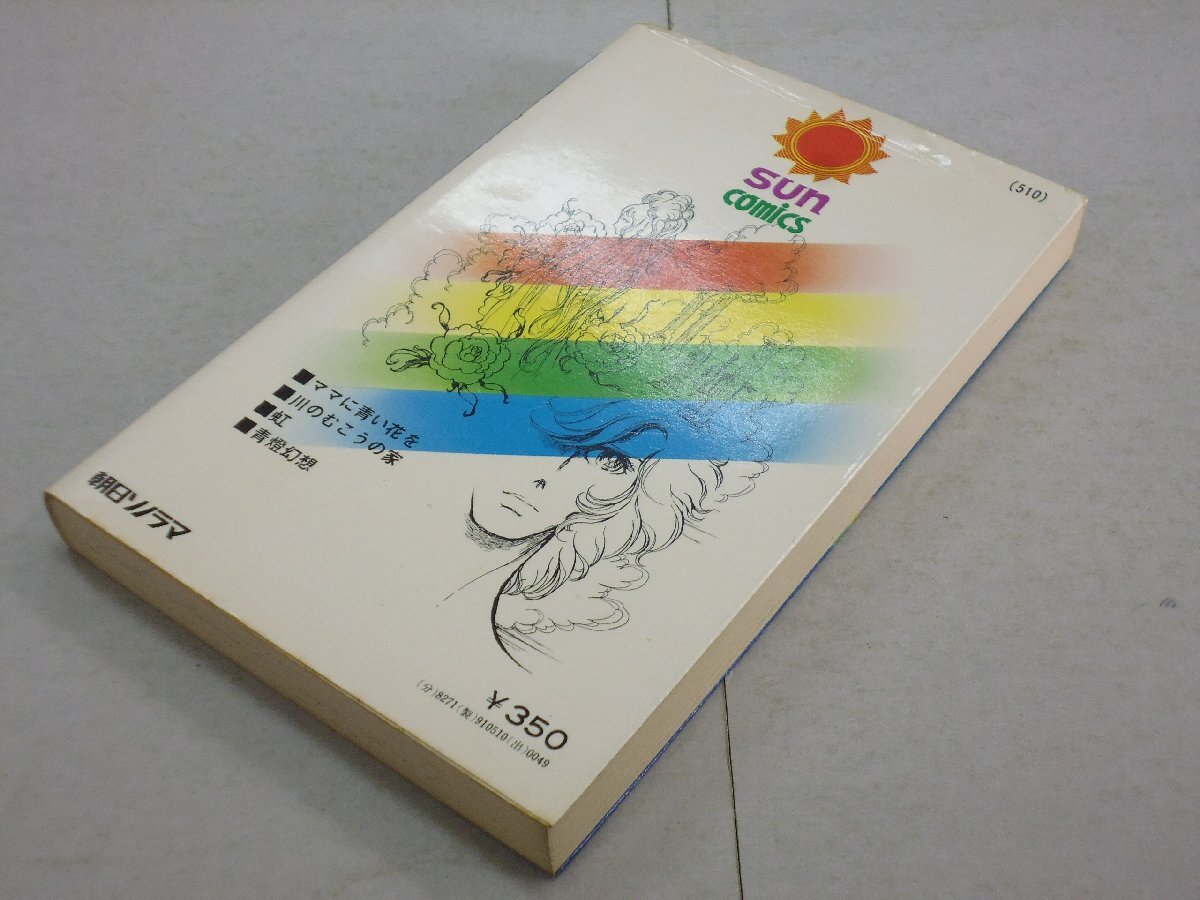 (510)
sun
comics
■ママに青い花を
■川のむこうの家
■虹
■青燈幻想
朝日ソノラマ
¥350
(分)8271(製)910510(出)0049